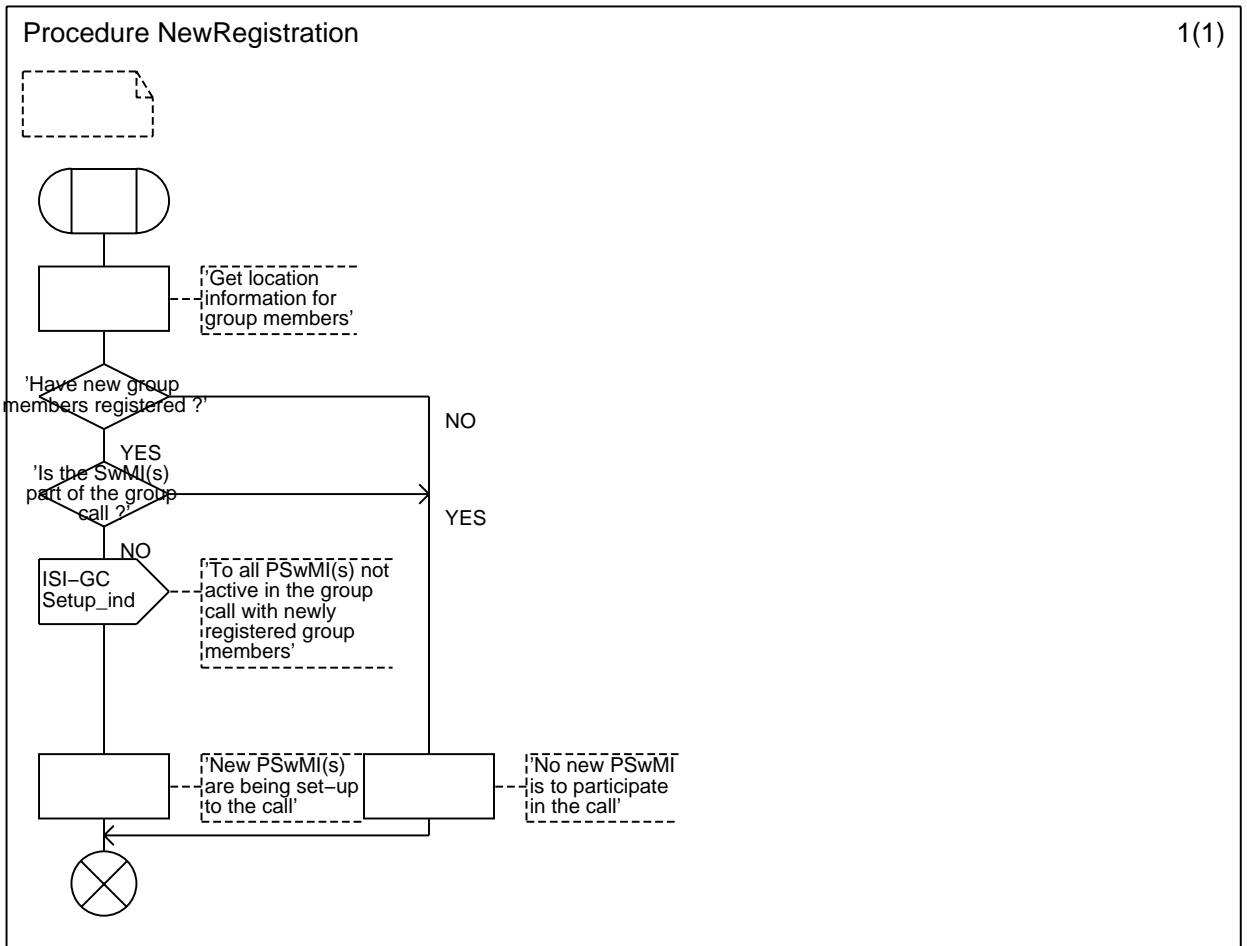 Procedure NewRegistration
1(1)
'Get location
information for
group members'
'Have new group
members registered ?'
NO
YES
'Is the SwMI(s)
part of the group
call ?'
YES
NO
ISI−GC
Setup_ind
'To all PSwMI(s) not
active in the group
call with newly
registered group
members'
'New PSwMI(s)
are being set−up
to the call'
'No new PSwMI
is to participate
in the call'